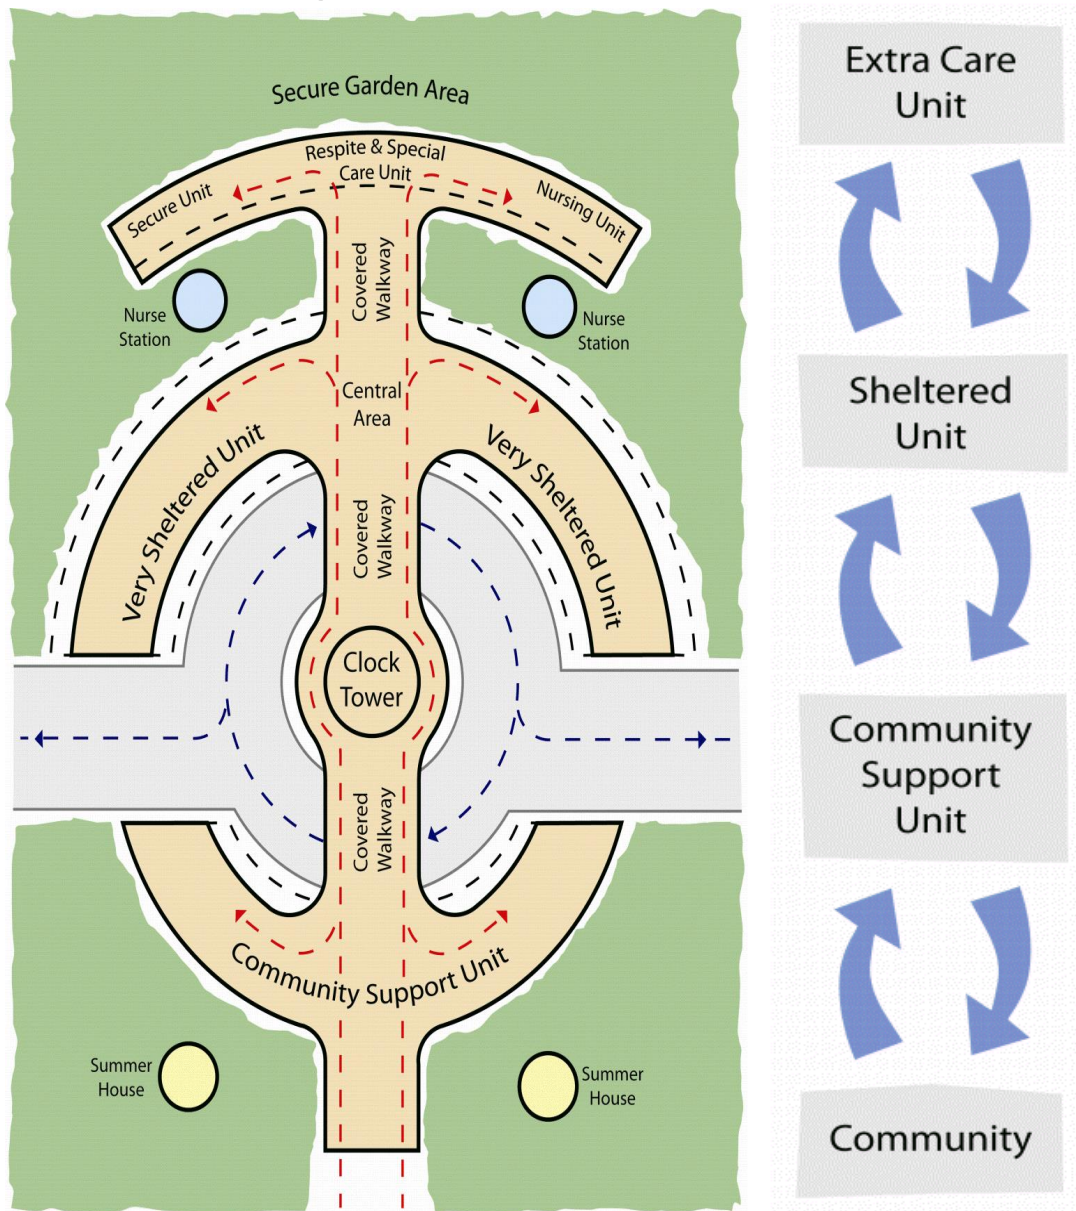 Secure Garden Area
Respite & Special
Care Unit
Secure Unit
Nursing Unit
Covered
Walkway
Nurse
Station
Nurse
Station
Central
Area
Very Sheltered Unit
Very Sheltered Unit
Covered
Walkway
Clock
Tower
Covered
Walkway
Community Support Unit
Summer
House
Summer
House
Extra Care
Unit
Sheltered
Unit
Community
Support
Unit
Community